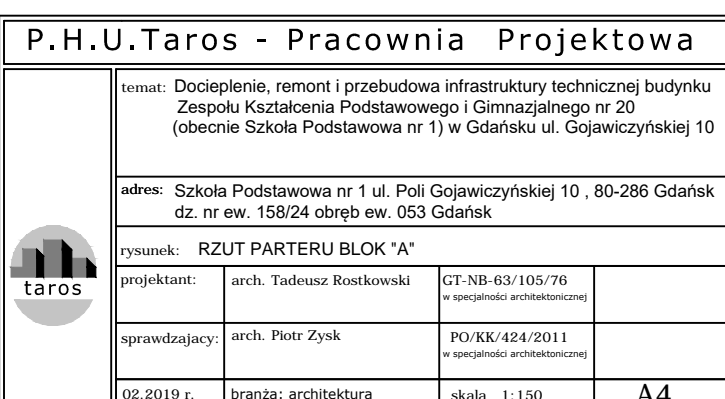 P.H.U.Taros - Pracownia Projektowa
temat: Docieplenie, remont i przebudowa infrastruktury technicznej budynku
Zespołu Kształcenia Podstawowego i Gimnazjalnego nr 20
(obecnie Szkoła Podstawowa nr 1) w Gdańsku ul. Gojawiczyńskiej 10
adres: Szkoła Podstawowa nr 1 ul. Poli Gojawiczyńskiej 10 , 80-286 Gdańsk
dz. nr ew. 158/24 obręb ew. 053 Gdańsk
taros
rysunek: RZUT PARTERU BLOK "A"
projektant: arch. Tadeusz Rostkowski GT-NB-63/105/76
w specjalności architektonicznej
sprawdzajacy: arch. Piotr Zysk PO/KK/424/2011
w specjalności architektonicznej
02.2019 r. branża: architektura skala 1:150 A4